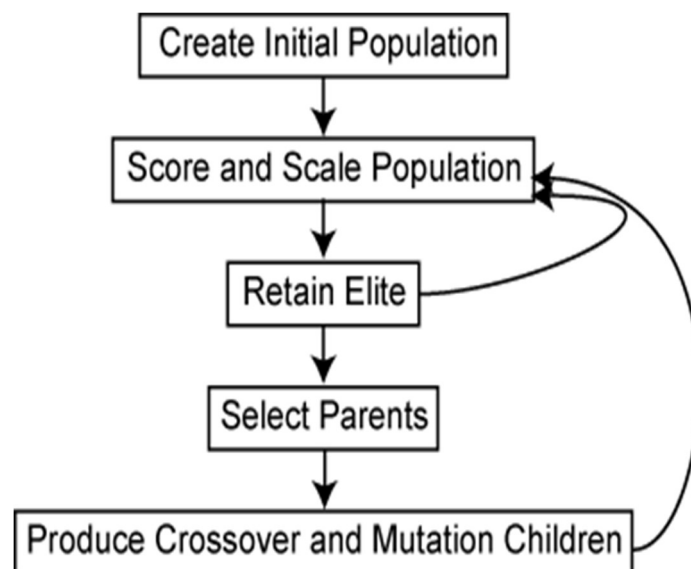 Create Initial Population
Score and Scale Population
Retain Elite
Select Parents
Produce Crossover and Mutation Children